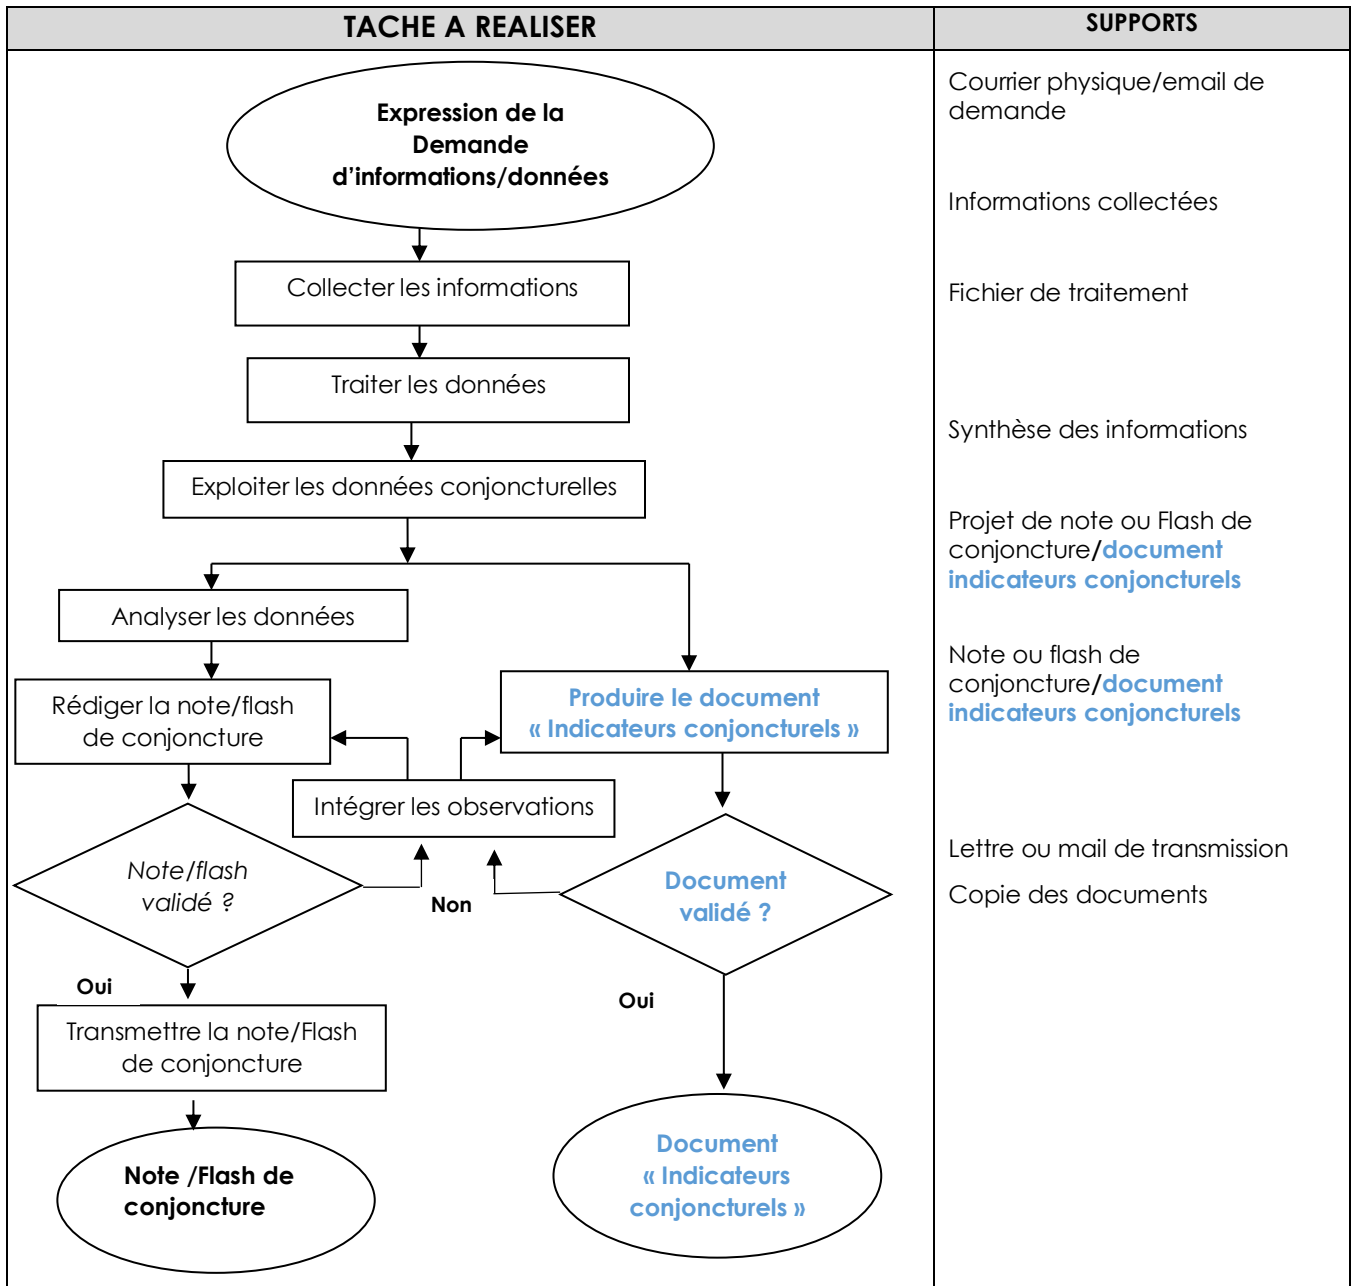 TACHE A REALISER
SUPPORTS
Expression de la
Demande
d’informations/données
Collecter les informations
Traiter les données
Exploiter les données conjoncturelles
Analyser les données
Rédiger la note/flash
de conjoncture
Produire le document
« Indicateurs conjoncturels »
Intégrer les observations
Note/flash
validé ?
Non
Document
validé ?
Oui
Oui
Transmettre la note/Flash
de conjoncture
Note /Flash de
conjoncture
Document
« Indicateurs
conjoncturels »
Courrier physique/email de
demande
Informations collectées
Fichier de traitement
Synthèse des informations
Projet de note ou Flash de
conjoncture/document
indicateurs conjoncturels
Note ou flash de
conjoncture/document
indicateurs conjoncturels
Lettre ou mail de transmission
Copie des documents